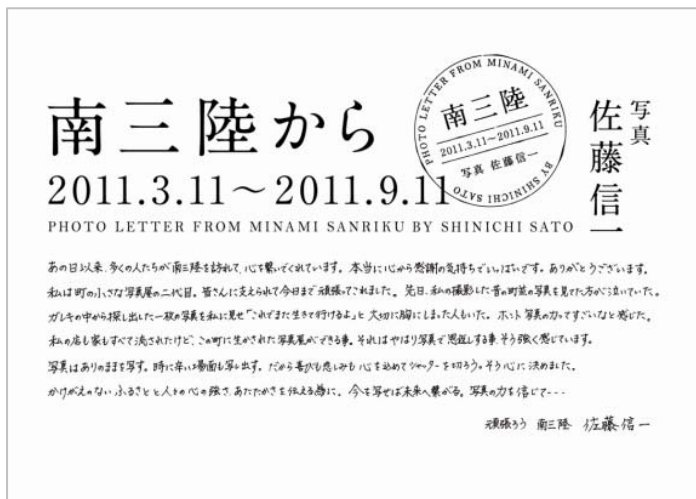 南三陸から
2011.3.11〜2011.9.11
PHOTO LETTER FROM MINAMI SANRIKU BY SHINICHI SATO
PHOTO LETTER FROM MINAMI SANRIKU
南三陸
2011.3.11〜2011.9.11
写真 佐藤信一
BY SHINICHI SATO
写真
佐藤信一
あの日以来、多くの人たちが南三陸を訪れて、心を繋いでくれています。本当に心から感謝の気持ちでいっぱいです。ありがとうございます。
私は町の小さな写真屋の二代目。皆さんに支えられて今日まで頑張ってこれました。先日、私の撮影した昔の町並の写真を見てた方がこう泣いていた。
ガレキの中から探し出した一枚の写真を私に見せ「これでまた生きて行けるよ」と大切に胸にしまった人もいた。ホント写真の力ってすごいなと感じた。
私の店も家もすべて流されたけど、この町に生かされた写真屋ができる事。それはやはり写真で恩返しする事、そう強く感じています。
写真はありのままを写す。時に辛い場面も写し出す。だから喜びも悲しみも心を込めてシャッターを切ろう。そう心に決めました。
かけがえのないふるさとと人々の心の強さ、あたたかさを伝える為に。今を写せば未来へ繋がる。写真の力を信じて---
頑張ろう 南三陸 佐藤信一